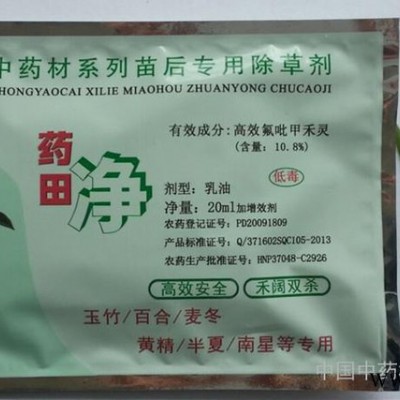 中药材系列苗后专用除草剂
ZHONGYAOCAI XILIE MIAOHOU ZHUANYONG CHUCAOJI
有效成分:高效氟吡甲禾灵
(含量:10.8%)
药田净
低毒
剂型:乳油
净量:20ml加增效剂
农药登记证号:PD20091809
产品标准证号:Q/371602SQC105-2013
农药生产批准证号:HNP37048-C2926
高效安全 禾阔双杀
玉竹/百合/麦冬
黄精/半夏/南星等专用
中国中药